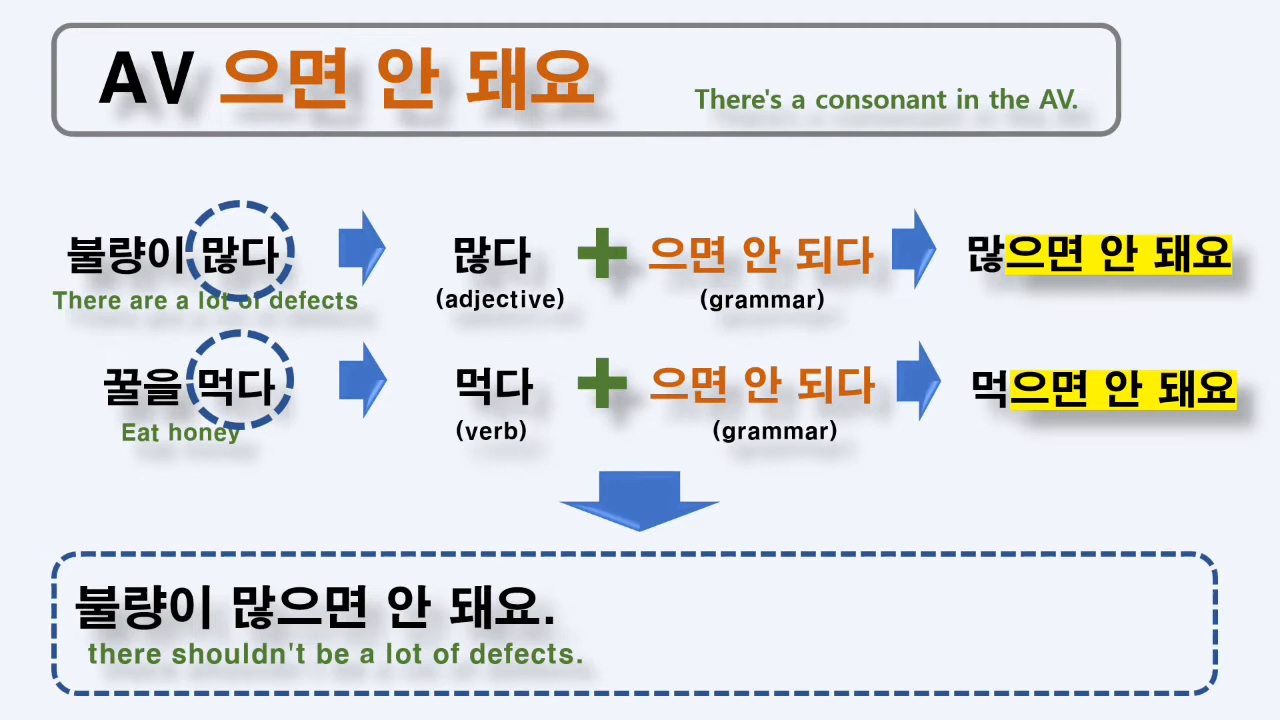 AV 으면 안 돼요
There's a consonant in the AV.
불량이 많다 많다 으면 안 되다 많으면 안 돼요
There are a lot of defects (adjective) (grammar)
꿀을 먹다 먹다 으면 안 되다 먹으면 안 돼요
Eat honey (verb) (grammar)
불량이 많으면 안 돼요.
there shouldn't be a lot of defects.